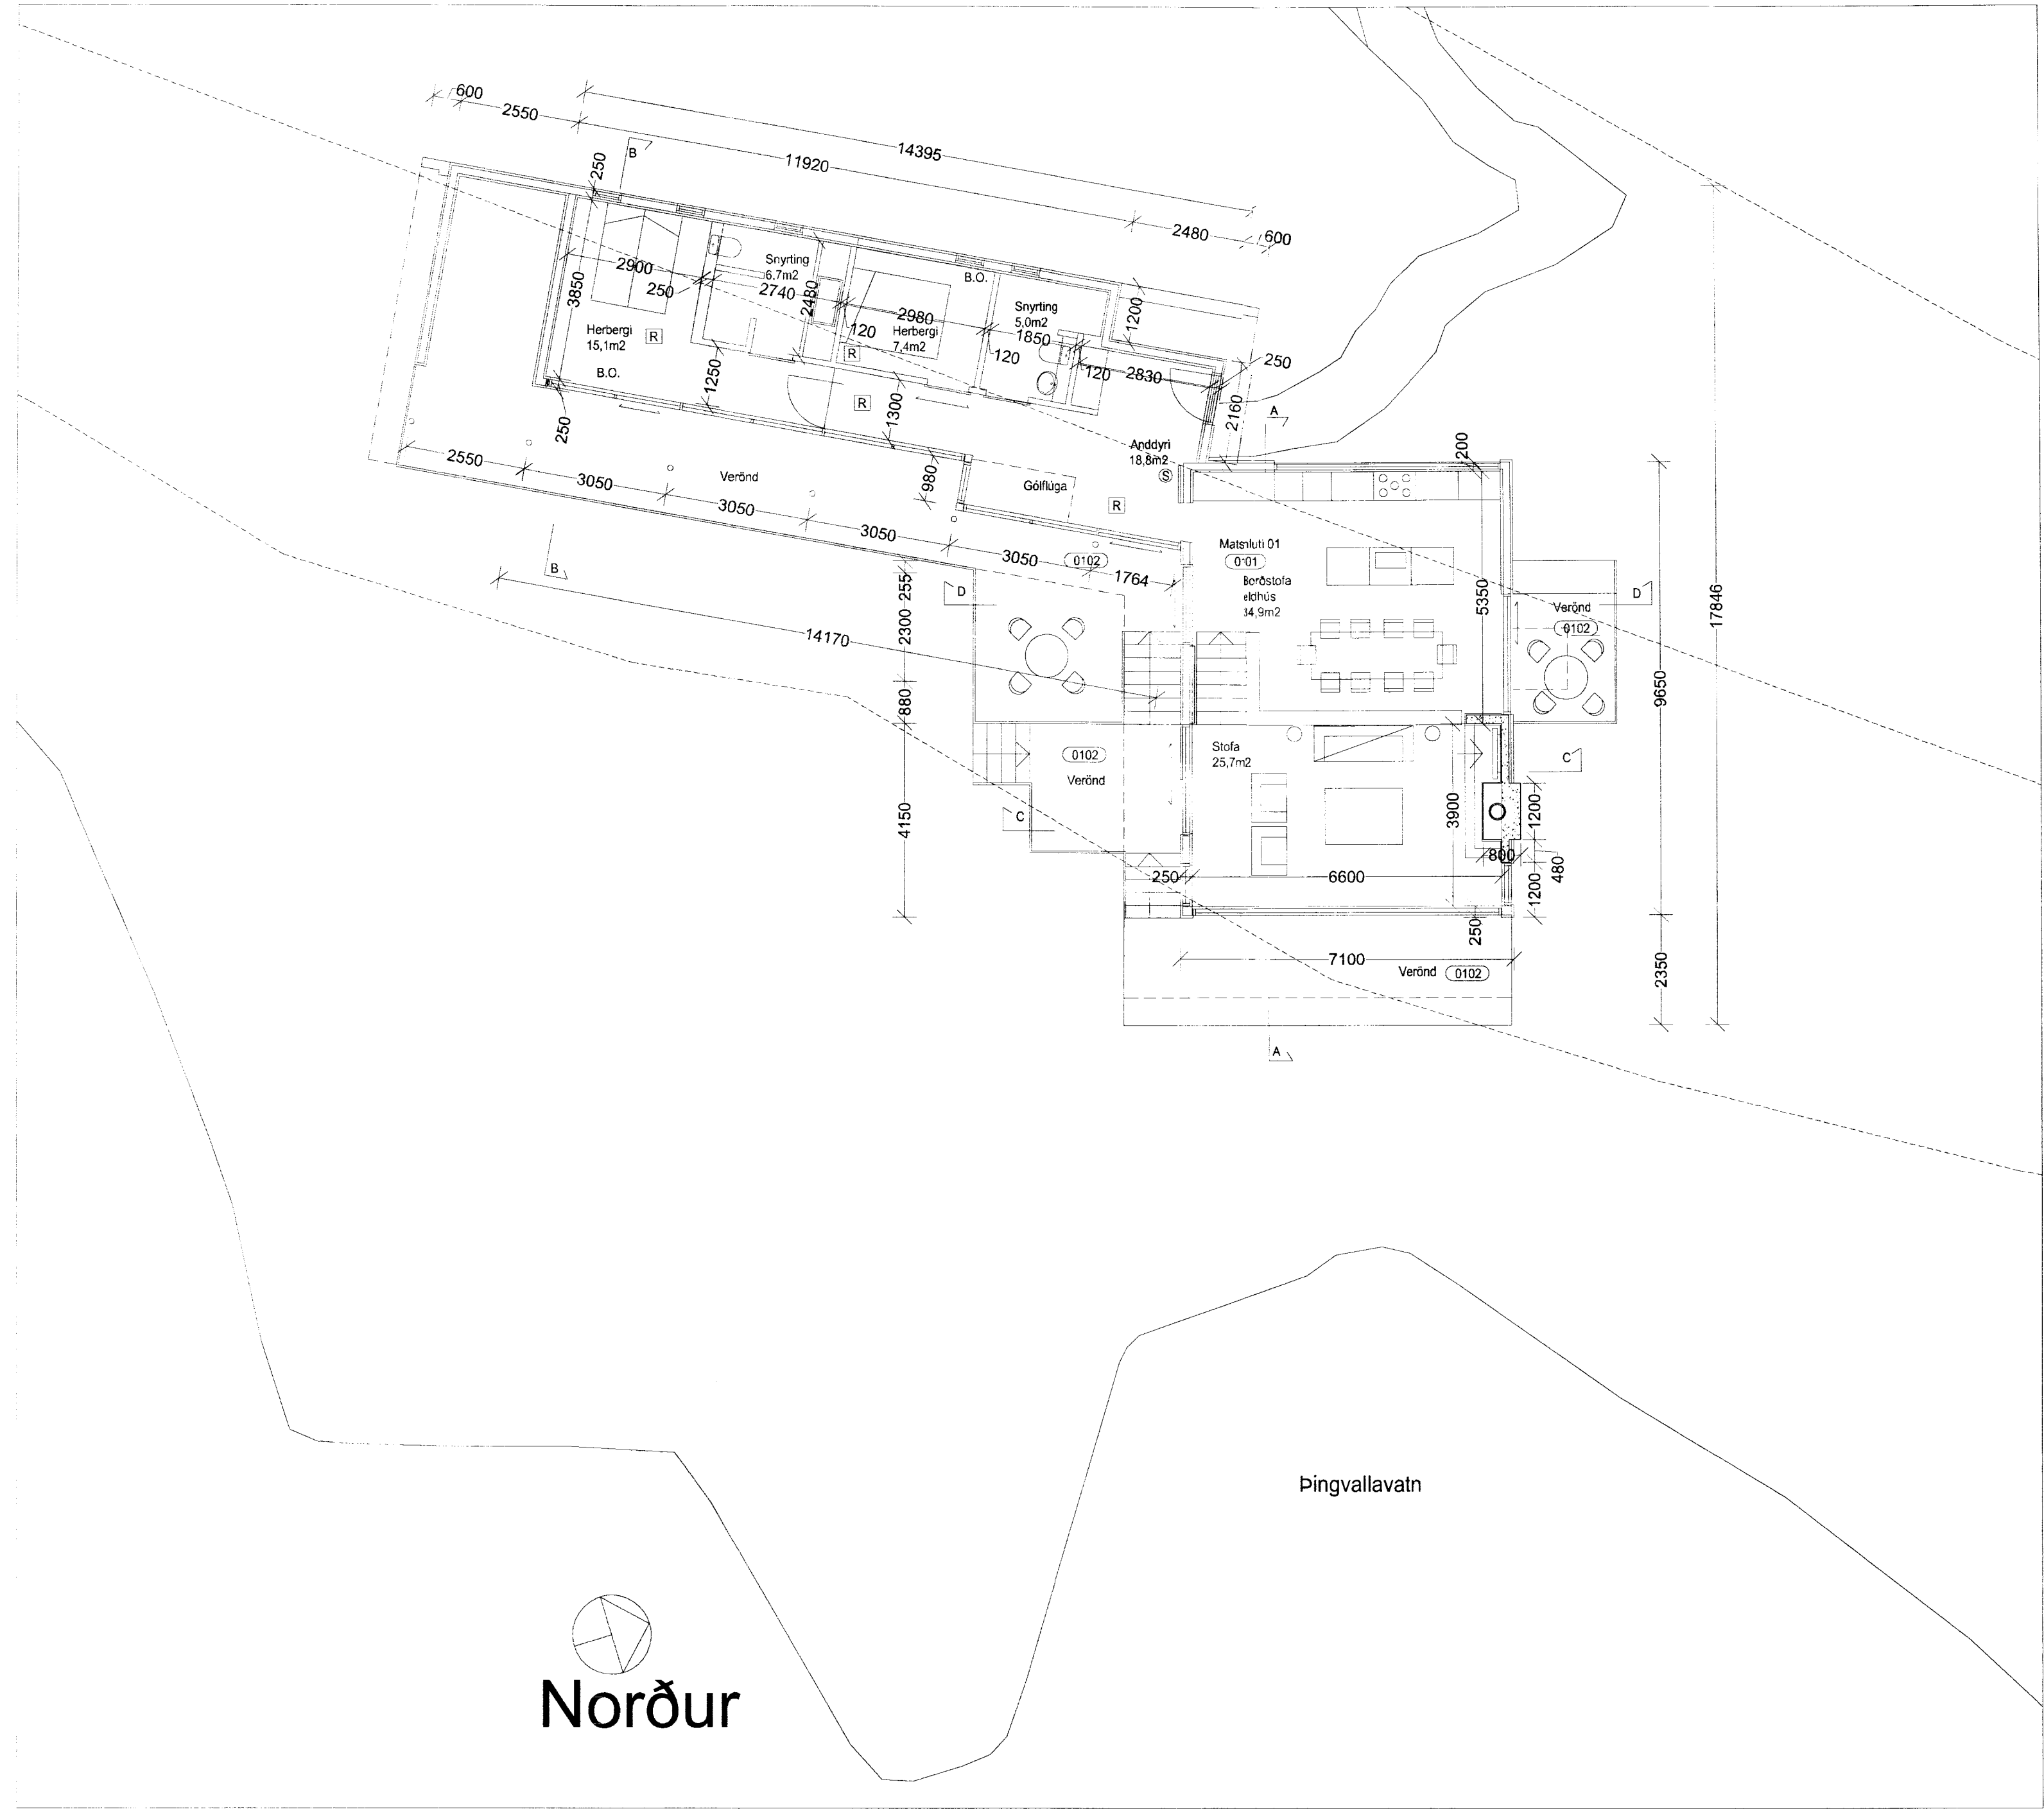 600
2550
14395
11920
2480
600
B
250
2900
250
3850
Herbergi
15,1m2
R
B.O.
250
Snyrting
6.7m2
2740
2480
1250
120
2980
Herbergi
7,4m2
R
R
1300
B.O.
Snyrting
5,0m2
1850
120
120
2830
1200
250
2160
A
Anddyri
18,8m2
S
200
2550
3050
Verönd
3050
3050
980
Gólflúga
R
3050
0102
1764
B
14170
255
2300
880
4150
D
Matshluti 01
0101
Borðstofa
eldhús
34,9m2
5350
Verönd
0102
D
9650
17846
0102
Verönd
C
Stofa
25,7m2
3900
C
1200
800
480
1200
250
6600
250
7100
Verönd
0102
2350
A
Þingvallavatn
Norður